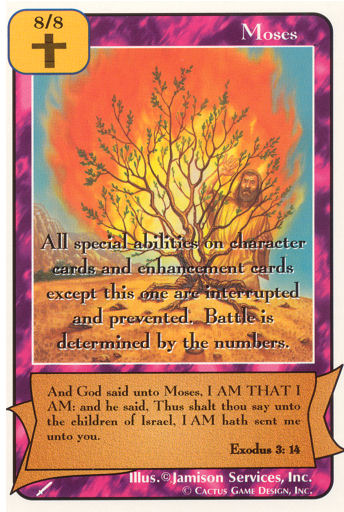 8/8
Moses
All special abilities on character
cards and enhancement cards
except this one are interrupted
and prevented. Battle is
determined by the numbers.
And God said unto Moses, I AM THAT I
AM: and he said, Thus shalt thou say unto
the children of Israel, I AM hath sent me
unto you.
Exodus 3: 14
Illus.©Jamison Services, Inc.
© Cactus Game Design, Inc.